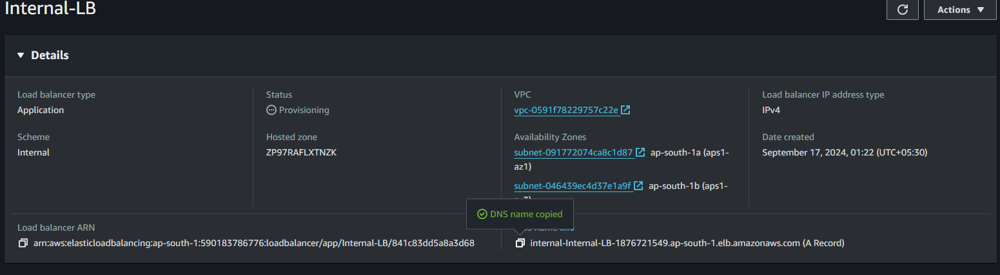 Internal-LB
Actions
Details
Load balancer type
Application
Status
Provisioning
VPC
vpc-0591f78229757c22e
Load balancer IP address type
IPv4
Scheme
Internal
Hosted zone
ZP97RAFLXTNZK
Availability Zones
subnet-091772074ca8c1d87 ap-south-1a (aps1-
az1)
subnet-046439ec4d37e1a9f ap-south-1b (aps1-
Date created
September 17, 2024, 01:22 (UTC+05:30)
DNS name copied
Load balancer ARN
arn:aws:elasticloadbalancing:ap-south-1:590183786776:loadbalancer/app/Internal-LB/841c83dd5a8a3d68
name
internal-Internal-LB-1876721549.ap-south-1.elb.amazonaws.com (A Record)